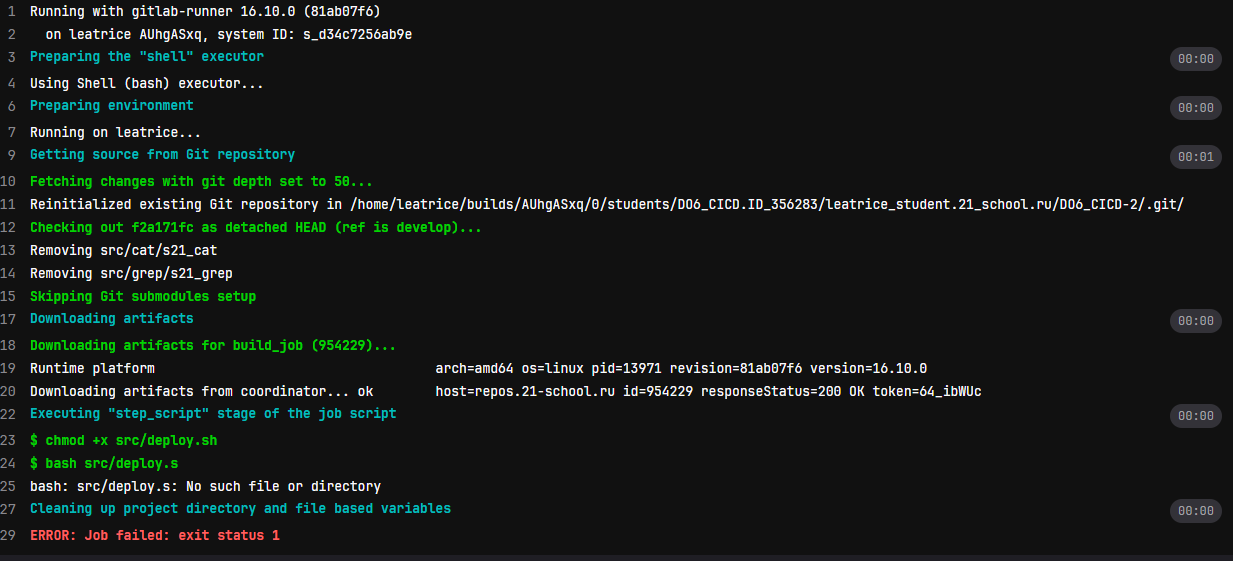 1 Running with gitlab-runner 16.10.0 (81ab07f6)
2 on leatrice AUhgASxq, system ID: s_d34c7256ab9e
3 Preparing the "shell" executor 00:00
4 Using Shell (bash) executor...
6 Preparing environment 00:00
7 Running on leatrice...
9 Getting source from Git repository 00:01
10 Fetching changes with git depth set to 50...
11 Reinitialized existing Git repository in /home/leatrice/builds/AUhgASxq/0/students/DO6_CICD.ID_356283/leatrice_student.21_school.ru/DO6_CICD-2/.git/
12 Checking out f2a171fc as detached HEAD (ref is develop)...
13 Removing src/cat/s21_cat
14 Removing src/grep/s21_grep
15 Skipping Git submodules setup
17 Downloading artifacts 00:00
18 Downloading artifacts for build_job (954229)...
19 Runtime platform arch=amd64 os=linux pid=13971 revision=81ab07f6 version=16.10.0
20 Downloading artifacts from coordinator... ok host=repos.21-school.ru id=954229 responseStatus=200 OK token=64_ibWUc
22 Executing "step_script" stage of the job script 00:00
23 $ chmod +x src/deploy.sh
24 $ bash src/deploy.s
25 bash: src/deploy.s: No such file or directory
27 Cleaning up project directory and file based variables 00:00
29 ERROR: Job failed: exit status 1